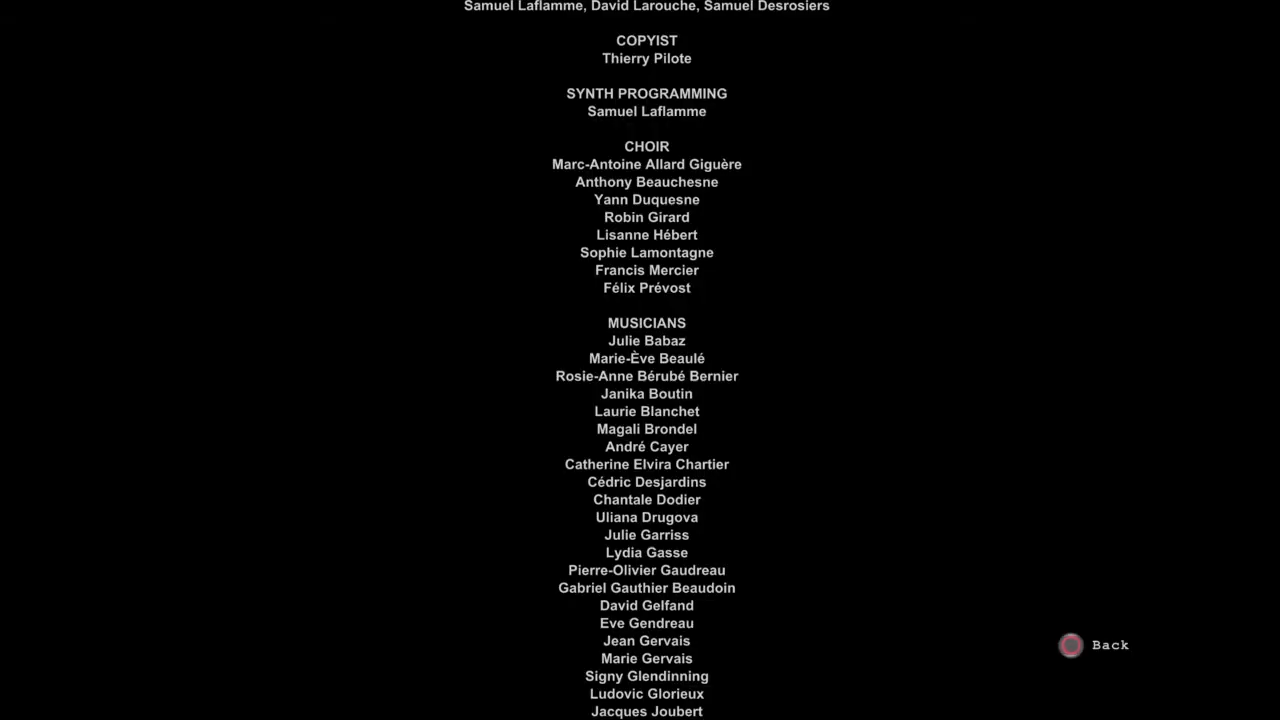 Samuel Laflamme, David Larouche, Samuel Desrosiers
COPYIST
Thierry Pilote
SYNTH PROGRAMMING
Samuel Laflamme
CHOIR
Marc-Antoine Allard Giguère
Anthony Beauchesne
Yann Duquesne
Robin Girard
Lisanne Hébert
Sophie Lamontagne
Francis Mercier
Félix Prévost
MUSICIANS
Julie Babaz
Marie-Ève Beaulé
Rosie-Anne Bérubé Bernier
Janika Boutin
Laurie Blanchet
Magali Brondel
André Cayer
Catherine Elvira Chartier
Cédric Desjardins
Chantale Dodier
Uliana Drugova
Julie Garriss
Lydia Gasse
Pierre-Olivier Gaudreau
Gabriel Gauthier Beaudoin
David Gelfand
Eve Gendreau
Jean Gervais
Back
Marie Gervais
Signy Glendinning
Ludovic Glorieux
Jacques Joubert